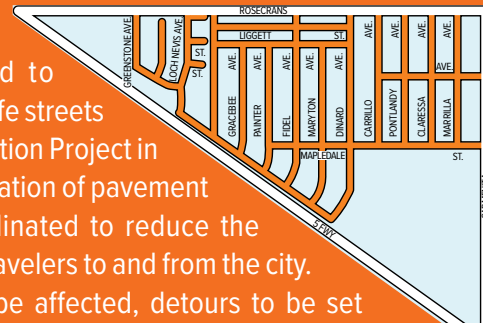 ROSECRANS
LIGGETT ST.
GREENSTONE AVE.
LOCH NEVIS AVE.
ST.
ST.
GRACEBEE AVE.
PAINTER AVE.
FIDEL AVE.
MARYTON AVE.
DINARD AVE.
CARRILLO AVE.
PONTLANDY AVE.
CLARESSA AVE.
MARRILLA AVE.
AVE.
MAPLEDALE ST.
5 FWY
d to
fe streets
tion Project in
ation of pavement
linated to reduce the
avelers to and from the city.
be affected, detours to be set